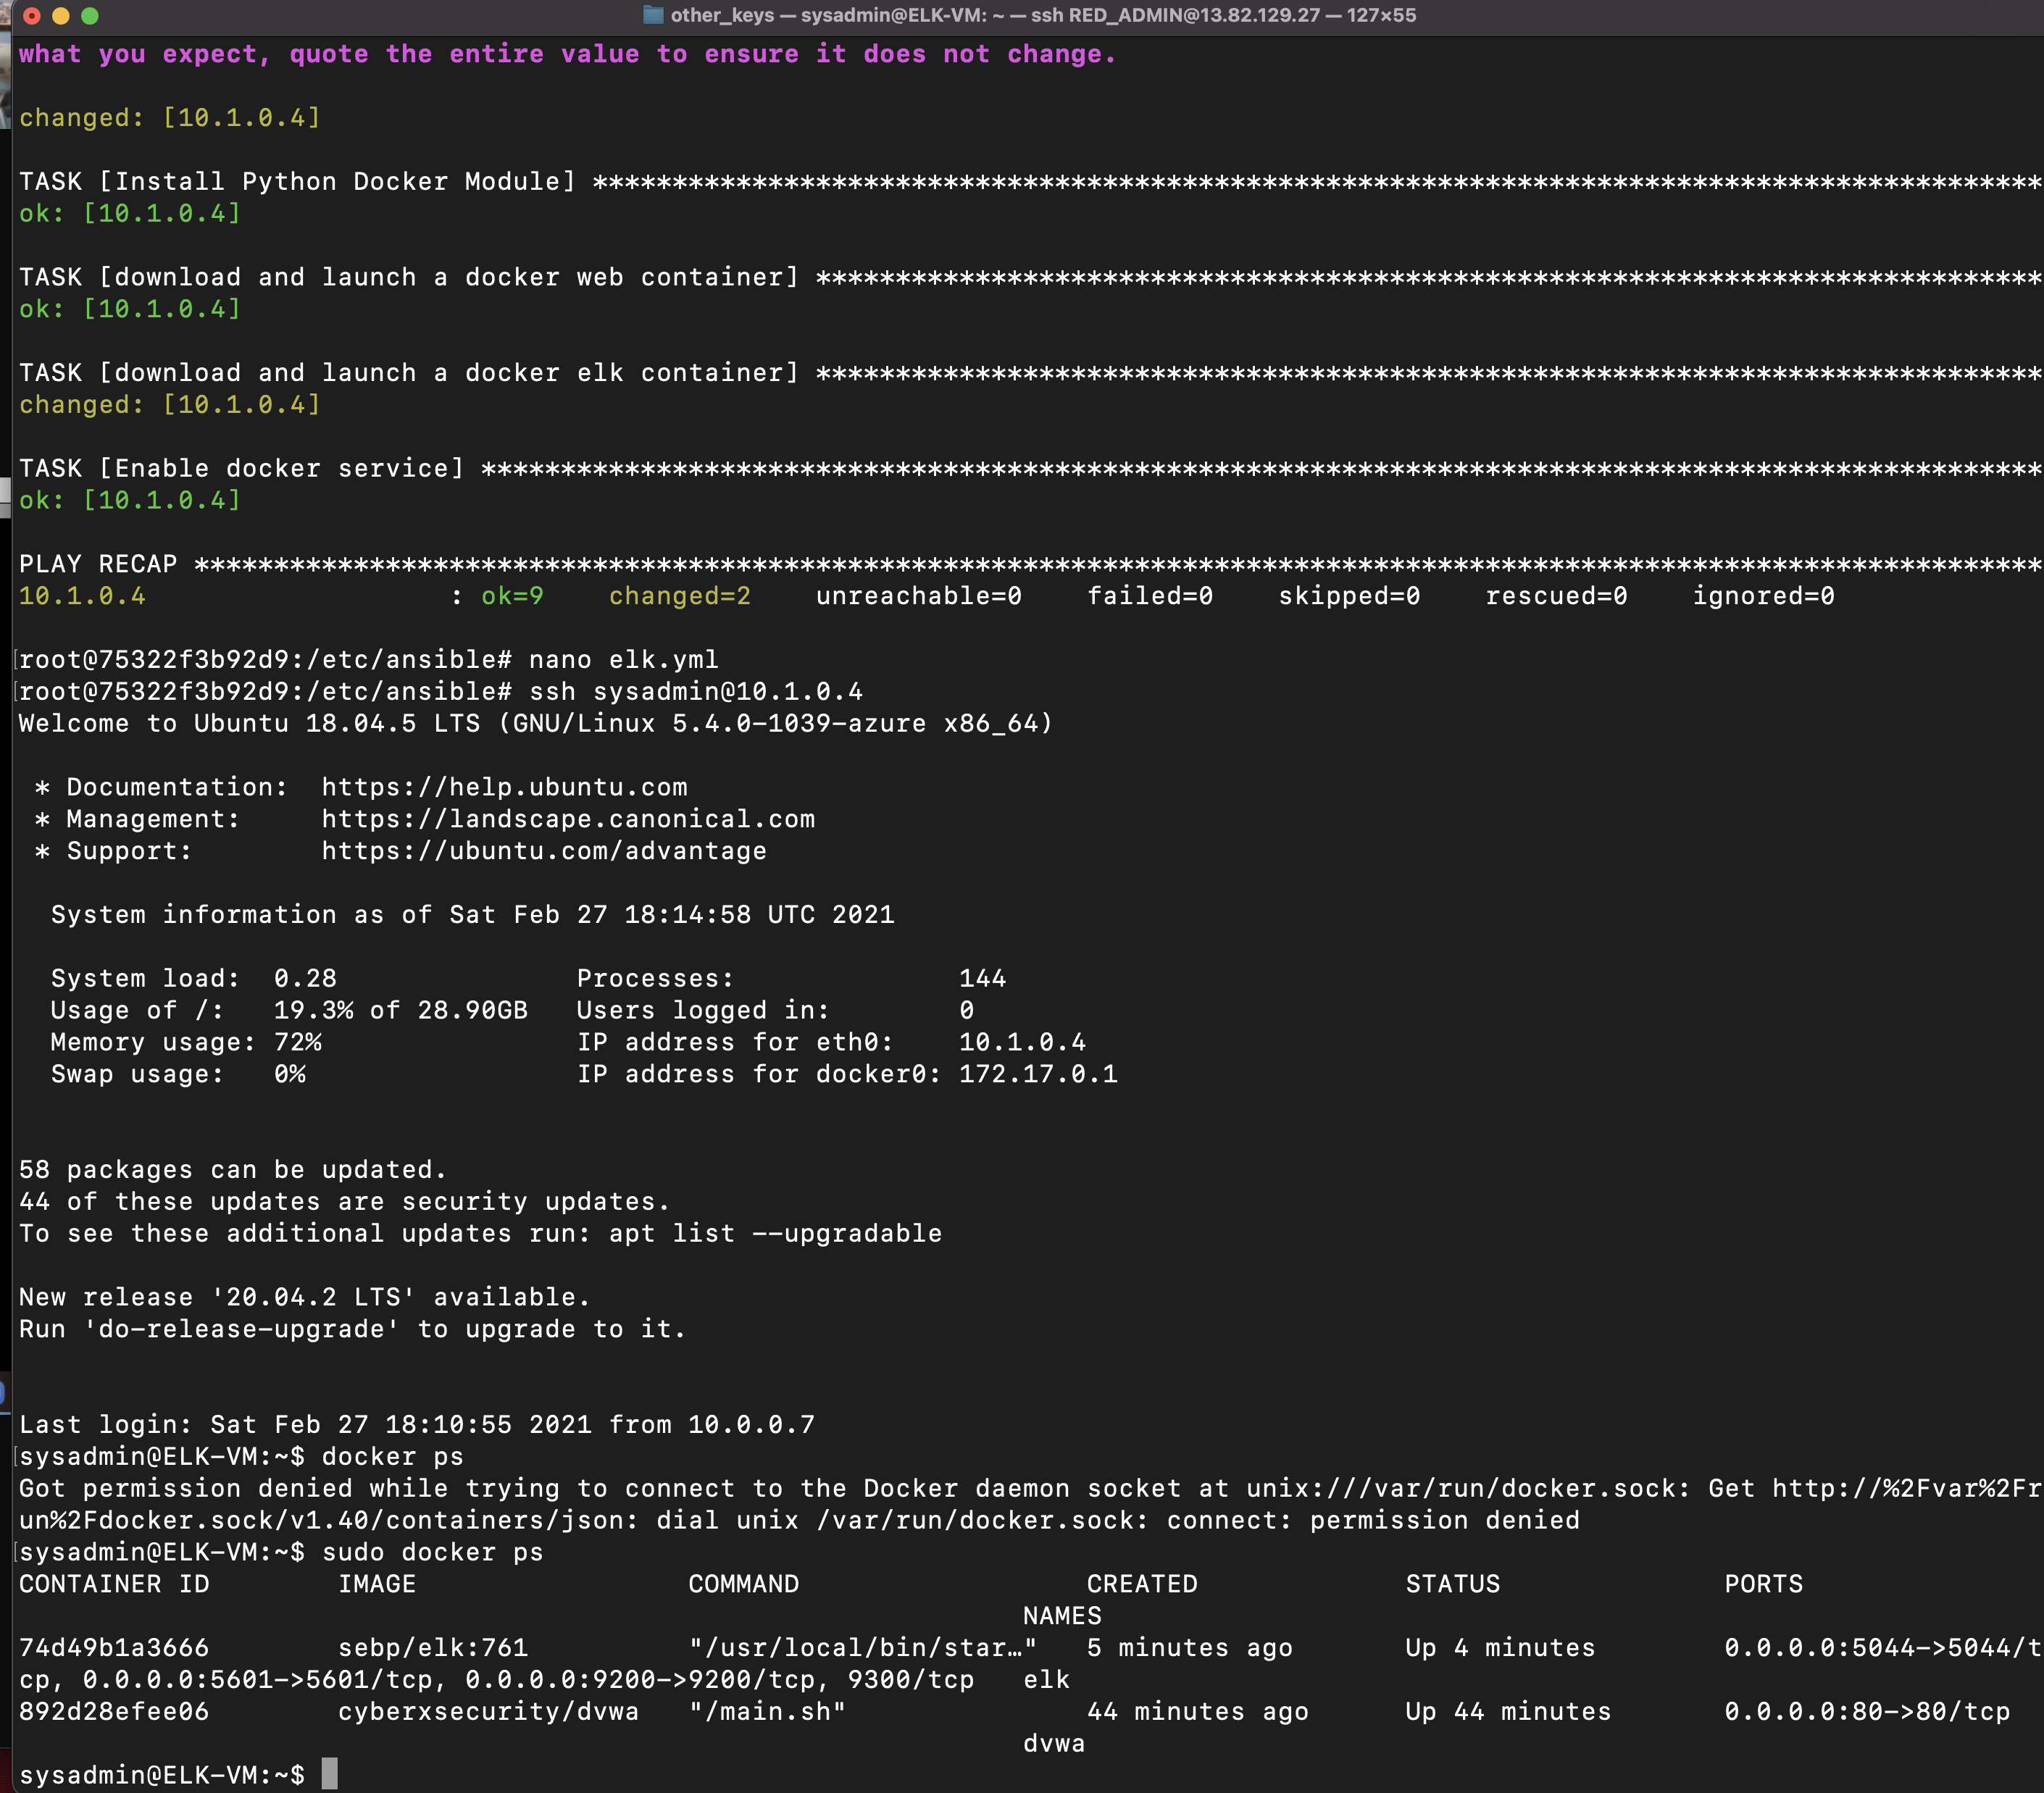 other_keys — sysadmin@ELK-VM: ~ — ssh RED_ADMIN@13.82.129.27 — 127×55
what you expect, quote the entire value to ensure it does not change.
changed: [10.1.0.4]
TASK [Install Python Docker Module] *******************************************************************************************
ok: [10.1.0.4]
TASK [download and launch a docker web container] *****************************************************************************
ok: [10.1.0.4]
TASK [download and launch a docker elk container] *****************************************************************************
changed: [10.1.0.4]
TASK [Enable docker service] **************************************************************************************************
ok: [10.1.0.4]
PLAY RECAP ********************************************************************************************************************
10.1.0.4                   : ok=9    changed=2    unreachable=0    failed=0    skipped=0    rescued=0    ignored=0
[root@75322f3b92d9:/etc/ansible# nano elk.yml
[root@75322f3b92d9:/etc/ansible# ssh sysadmin@10.1.0.4
Welcome to Ubuntu 18.04.5 LTS (GNU/Linux 5.4.0-1039-azure x86_64)
 * Documentation:  https://help.ubuntu.com
 * Management:     https://landscape.canonical.com
 * Support:        https://ubuntu.com/advantage
  System information as of Sat Feb 27 18:14:58 UTC 2021
  System load:  0.28               Processes:              144
  Usage of /:   19.3% of 28.90GB   Users logged in:        0
  Memory usage: 72%                IP address for eth0:    10.1.0.4
  Swap usage:   0%                 IP address for docker0: 172.17.0.1
58 packages can be updated.
44 of these updates are security updates.
To see these additional updates run: apt list --upgradable
New release '20.04.2 LTS' available.
Run 'do-release-upgrade' to upgrade to it.
Last login: Sat Feb 27 18:10:55 2021 from 10.0.0.7
[sysadmin@ELK-VM:~$ docker ps
Got permission denied while trying to connect to the Docker daemon socket at unix:///var/run/docker.sock: Get http://%2Fvar%2Fr
un%2Fdocker.sock/v1.40/containers/json: dial unix /var/run/docker.sock: connect: permission denied
[sysadmin@ELK-VM:~$ sudo docker ps
CONTAINER ID        IMAGE                 COMMAND                  CREATED             STATUS              PORTS
                                                               NAMES
74d49b1a3666        sebp/elk:761          "/usr/local/bin/star…"   5 minutes ago       Up 4 minutes        0.0.0.0:5044->5044/t
cp, 0.0.0.0:5601->5601/tcp, 0.0.0.0:9200->9200/tcp, 9300/tcp   elk
892d28efee06        cyberxsecurity/dvwa   "/main.sh"               44 minutes ago      Up 44 minutes       0.0.0.0:80->80/tcp
                                                               dvwa
sysadmin@ELK-VM:~$